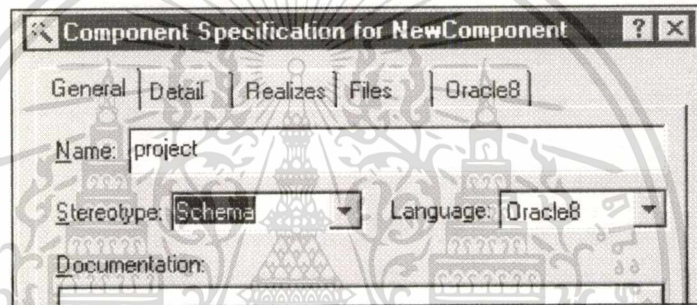 Component Specification for NewComponent ? X
General Detail Realizes Files Oracle8
Name: project
Stereotype: Schema Language: Oracle8
Documentation: